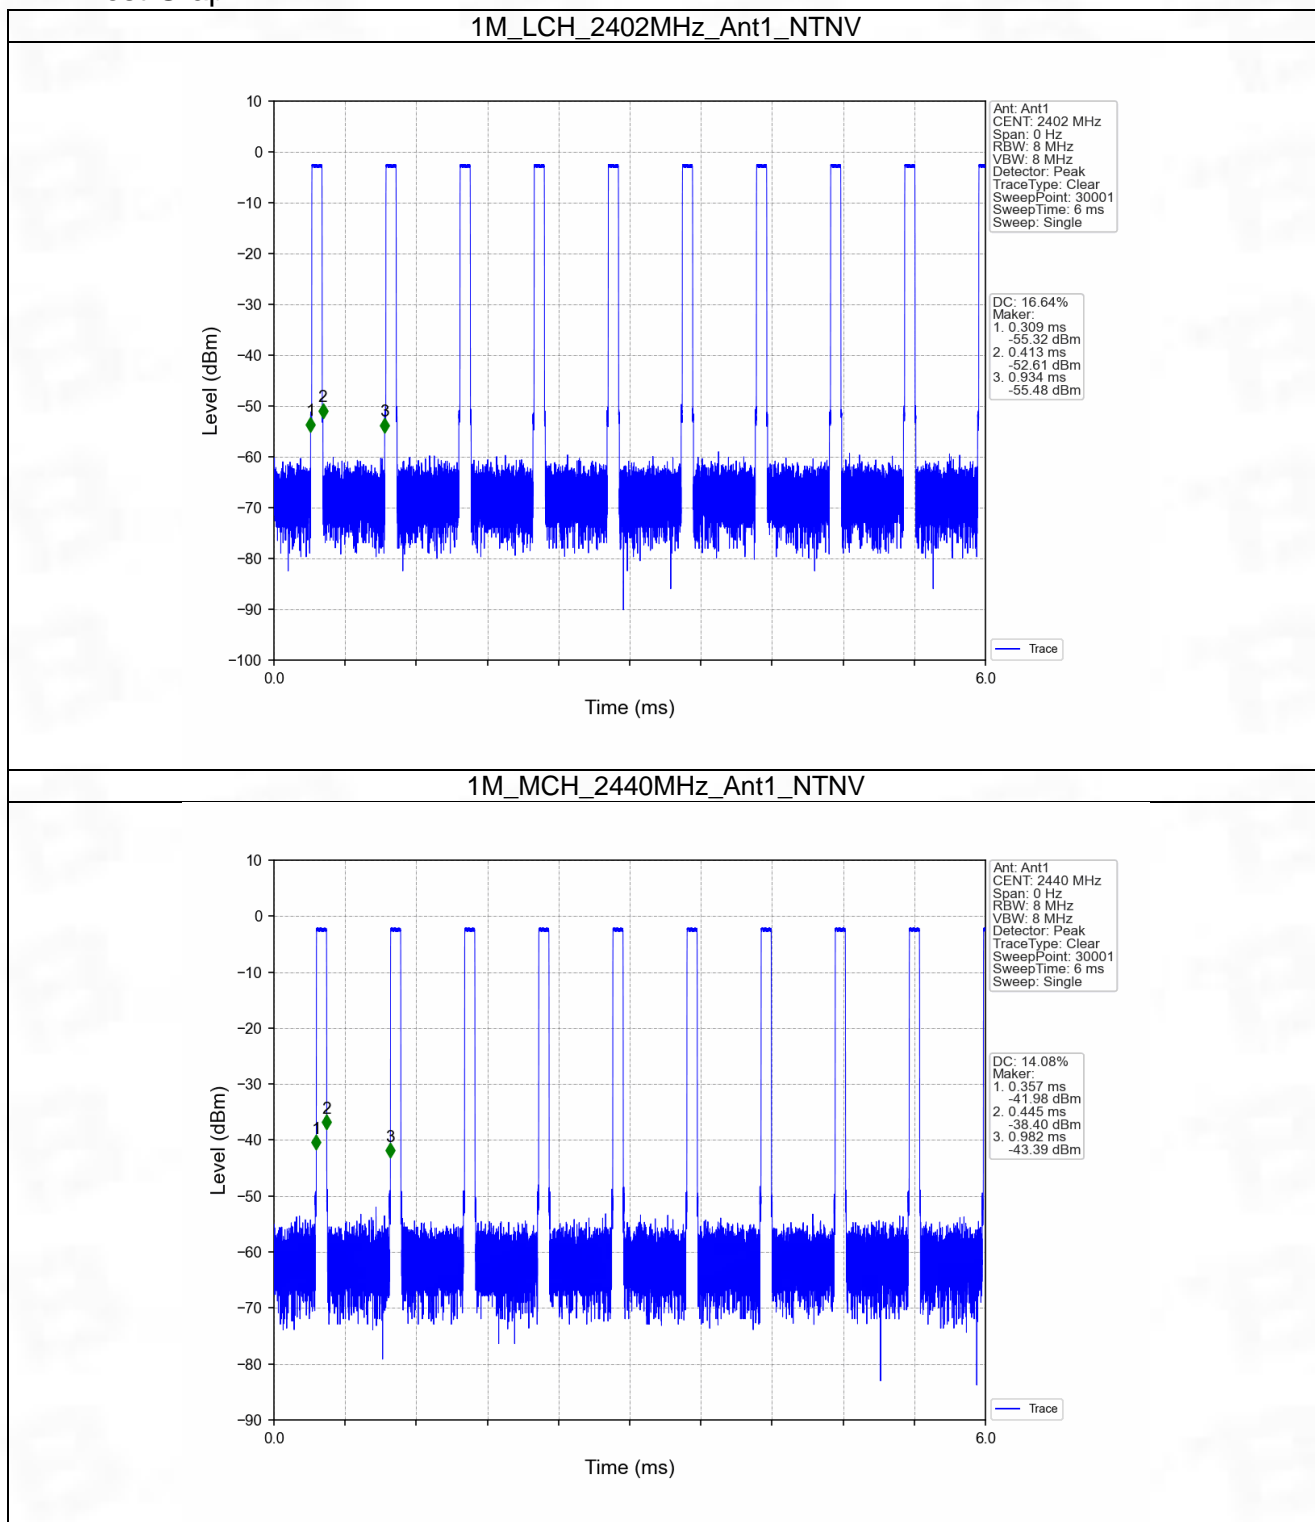 1M_LCH_2402MHz_Ant1_NTNV
10
0
−10
−20
−30
−40
−50
−60
−70
−80
−90
−100
Level (dBm)
1
2
3
0.0
6.0
Time (ms)
Ant: Ant1
CENT: 2402 MHz
Span: 0 Hz
RBW: 8 MHz
VBW: 8 MHz
Detector: Peak
TraceType: Clear
SweepPoint: 30001
SweepTime: 6 ms
Sweep: Single
DC: 16.64%
Maker:
1. 0.309 ms
-55.32 dBm
2. 0.413 ms
-52.61 dBm
3. 0.934 ms
-55.48 dBm
Trace
1M_MCH_2440MHz_Ant1_NTNV
10
0
−10
−20
−30
−40
−50
−60
−70
−80
−90
Level (dBm)
1
2
3
0.0
6.0
Time (ms)
Ant: Ant1
CENT: 2440 MHz
Span: 0 Hz
RBW: 8 MHz
VBW: 8 MHz
Detector: Peak
TraceType: Clear
SweepPoint: 30001
SweepTime: 6 ms
Sweep: Single
DC: 14.08%
Maker:
1. 0.357 ms
-41.98 dBm
2. 0.445 ms
-38.40 dBm
3. 0.982 ms
-43.39 dBm
Trace